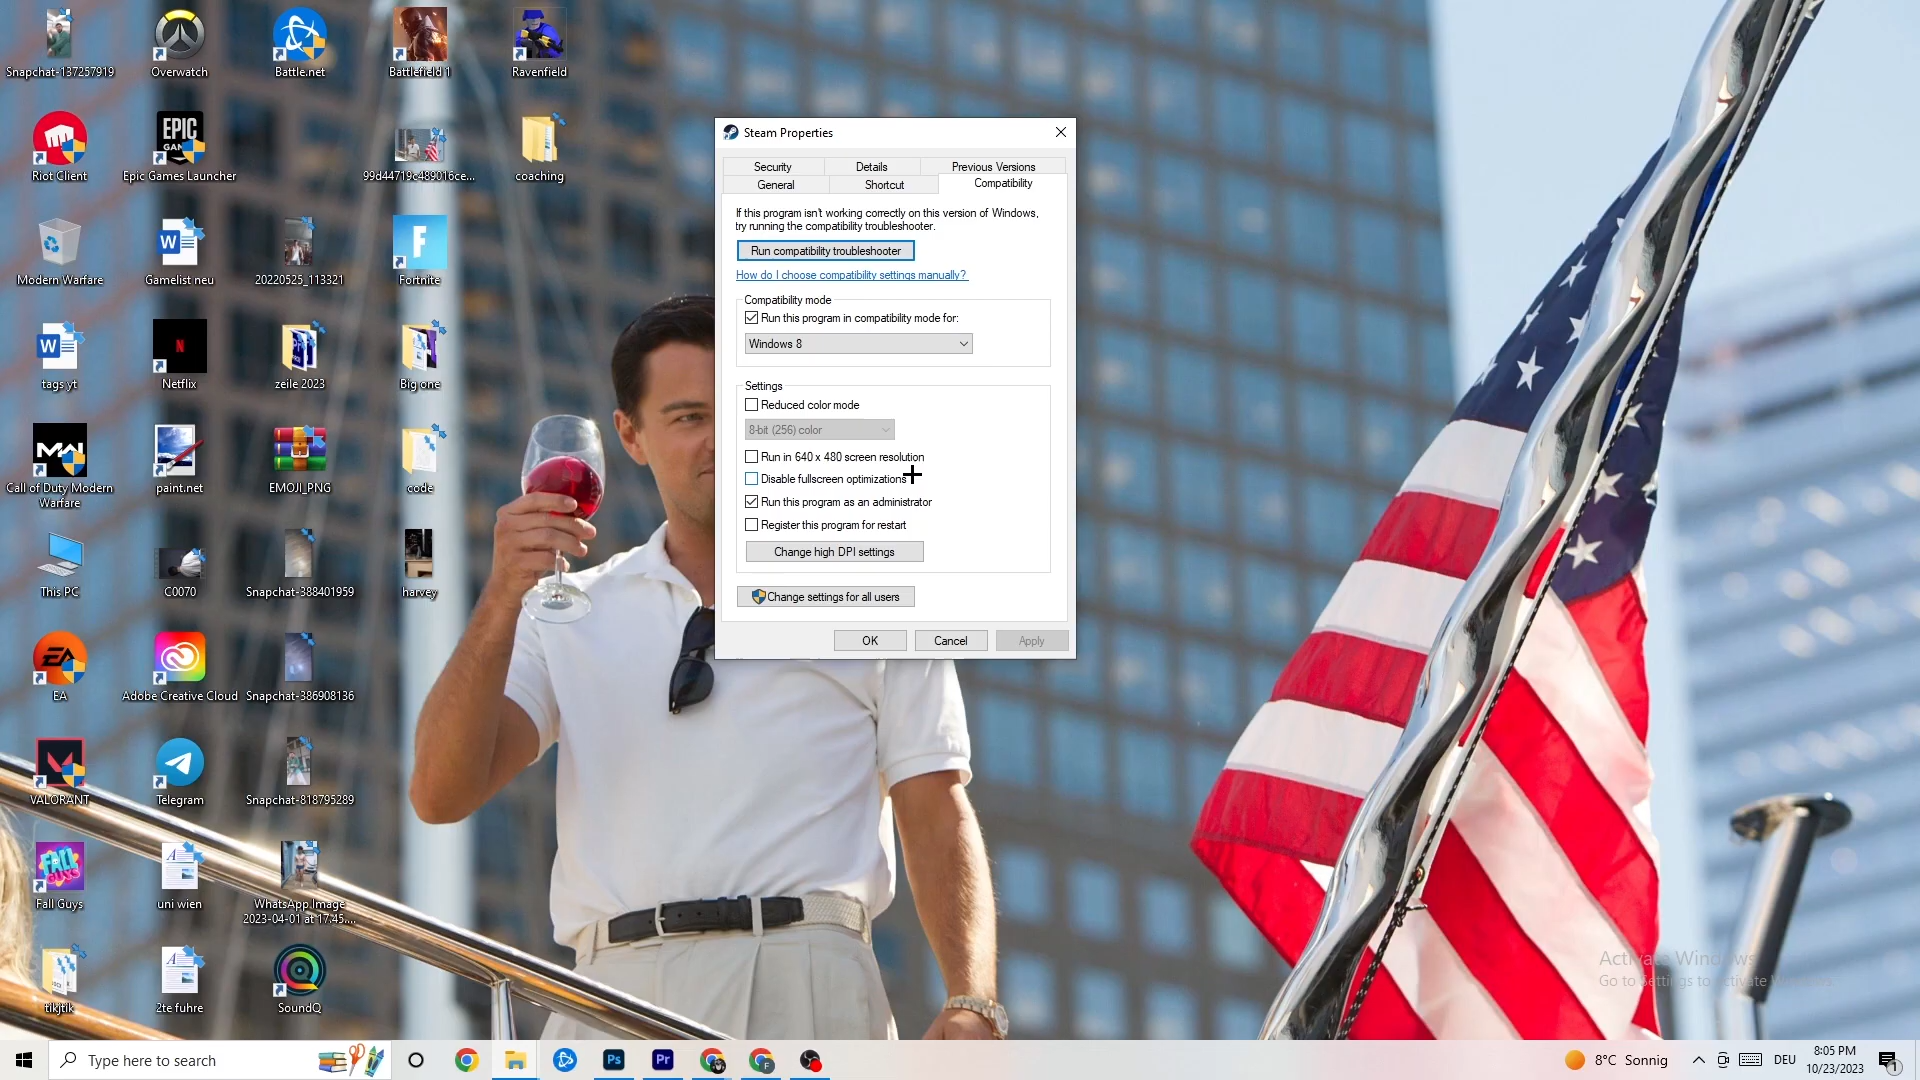 Snapchat-137257919
Overwatch
Battle.net
Battlefield 1
Ravenfield
Riot Client
EPIC
GAMES
Epic Games Launcher
99d44719c489016ce...
coaching
Modern Warfare
Gamelist neu
20220525_113321
Fortnite
tags yt
Netflix
zeile 2023
Big one
Call of Duty Modern
Warfare
paint.net
EMOJI_PNG
code
This PC
C0070
Snapchat-388401959
harvey
EA
Adobe Creative Cloud
Snapchat-386908136
VALORANT
Telegram
Snapchat-818795289
Fall Guys
uni wien
WhatsApp Image
2023-04-01 at 17.45....
tikjtik
2te fuhre
SoundQ
Steam Properties
Security
Details
Previous Versions
General
Shortcut
Compatibility
If this program isn't working correctly on this version of Windows,
try running the compatibility troubleshooter.
Run compatibility troubleshooter
How do I choose compatibility settings manually?
Compatibility mode
Run this program in compatibility mode for:
Windows 8
Settings
Reduced color mode
8-bit (256) color
Run in 640 x 480 screen resolution
Disable fullscreen optimizations
Run this program as an administrator
Register this program for restart
Change high DPI settings
Change settings for all users
OK
Cancel
Apply
Activate Windows
Go to Settings to activate Windows.
Type here to search
Ps
Pr
8°C Sonnig
DEU
8:05 PM
10/23/2023
1